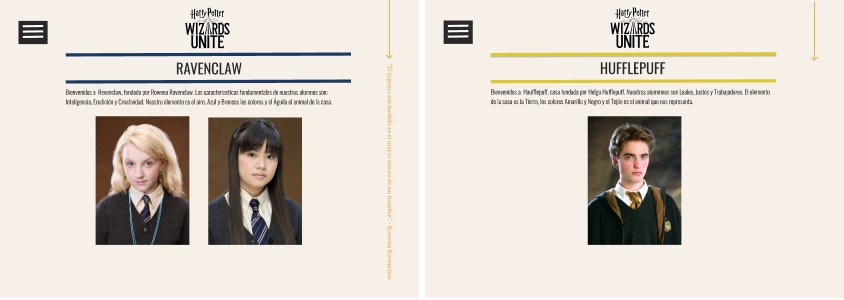 Harry Potter
WIZARDS
UNITE
RAVENCLAW
Bienvenidos a Revenclaw, fundada por Rowena Ravenclaw. Las características fundamentales de nuestros alumnos son:
Inteligencia, Erudición y Creatividad. Nuestro elemento es el aire, Azul y Bronces los colores y el Águila el animal de la casa.
"El ingenio sin medida es el mayor tesoro de un hombre" - Rowena Ravenclaw
Harry Potter
WIZARDS
UNITE
HUFFLEPUFF
Bienvenidos a Hufflepuff, casa fundada por Helga Hufflepuff. Nuestros alumnos son Leales, Justos y Trabajadores. El elemento
de la casa es la Tierra, los colores Amarillo y Negro y el Tejón es el animal que nos representa.